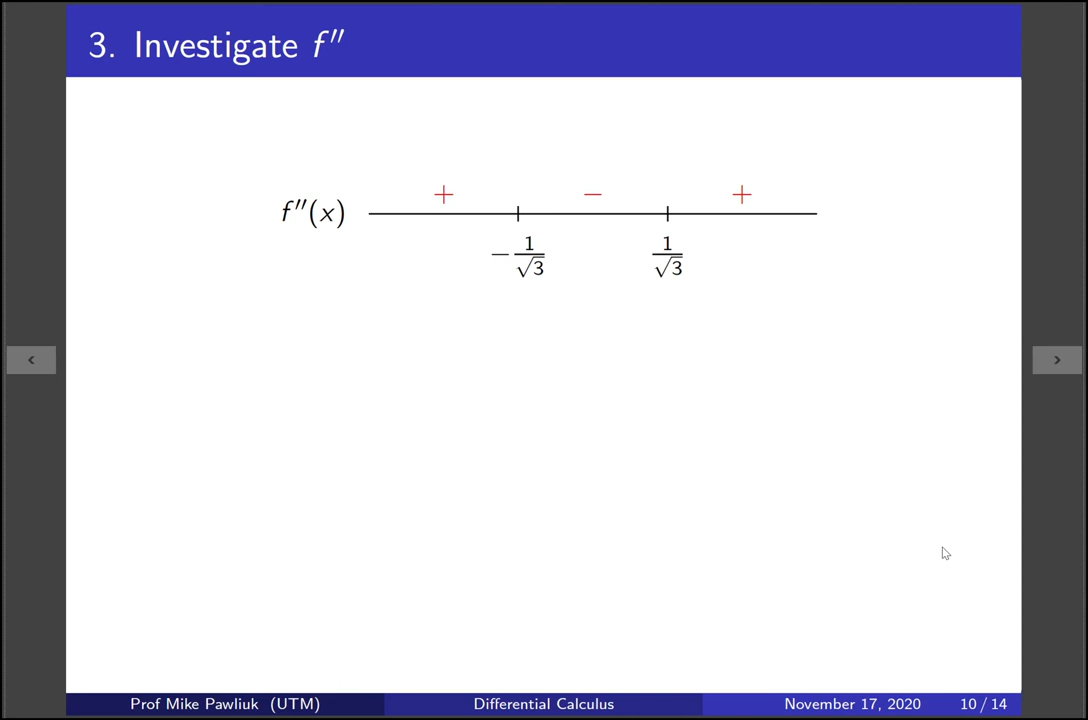 3. Investigate f″
+ − +
f″(x)
−1/√3 1/√3
Prof Mike Pawliuk (UTM) Differential Calculus November 17, 2020 10 / 14